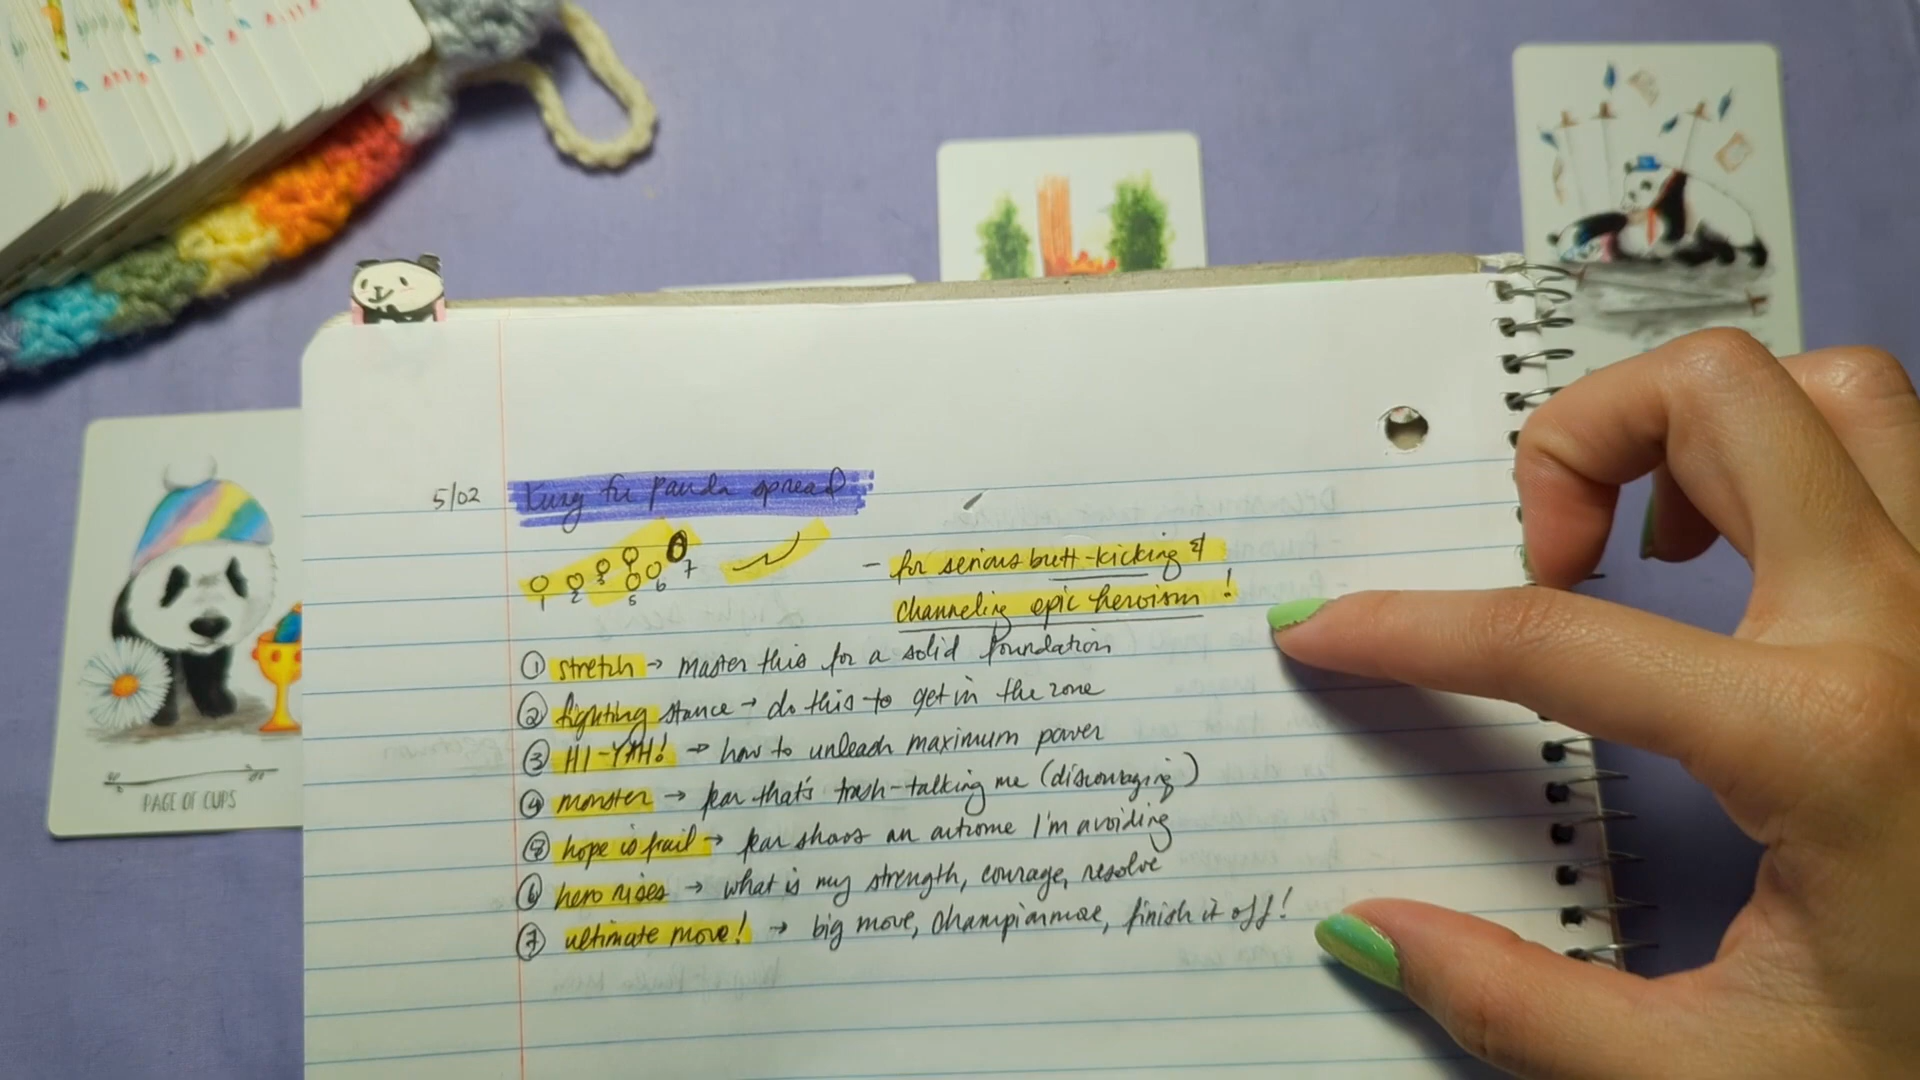 5/02 Kung fu panda spread
1 2 3 5 6 7
- for serious butt-kicking &
channeling epic heroism!
① stretch → master this for a solid foundation
② fighting stance → do this to get in the zone
③ HI-YAH! → how to unleash maximum power
④ monster → fear that's trash-talking me (discouraging)
⑤ hope is frail → fear shows an outcome I'm avoiding
⑥ hero rises → what is my strength, courage, resolve
⑦ ultimate move! → big move, championmove, finish it off!
PAGE OF CUPS